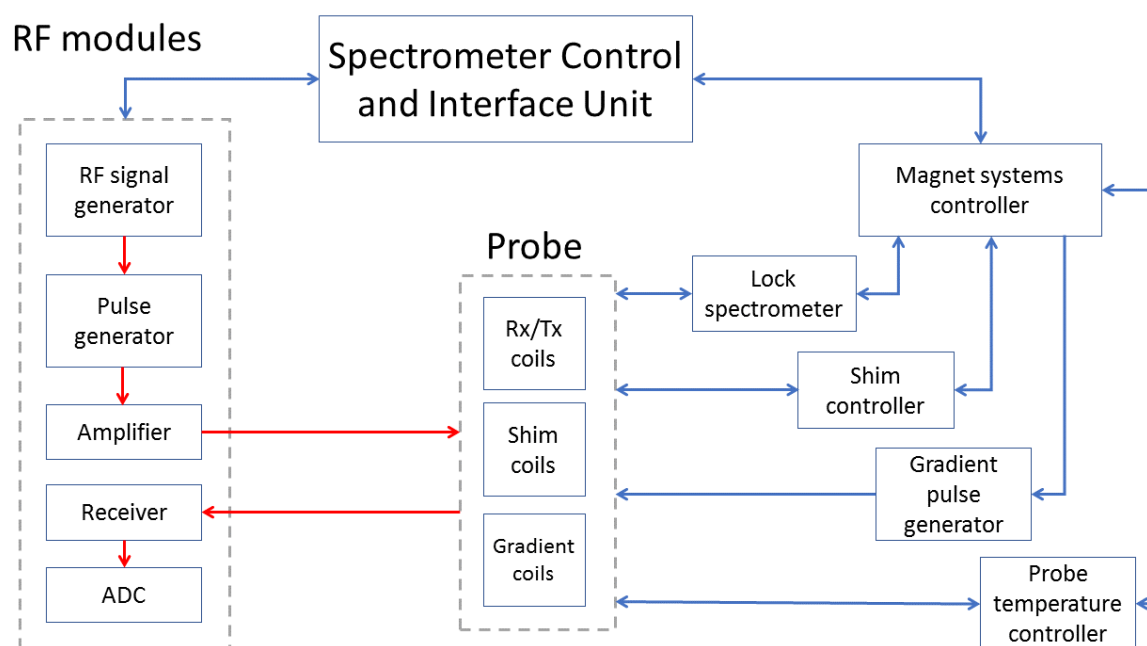 RF modules
Spectrometer Control
and Interface Unit
RF signal
generator
Magnet systems
controller
Probe
Pulse
generator
Lock
spectrometer
Rx/Tx
coils
Shim
controller
Amplifier
Shim
coils
Gradient
pulse
generator
Receiver
Gradient
coils
ADC
Probe
temperature
controller